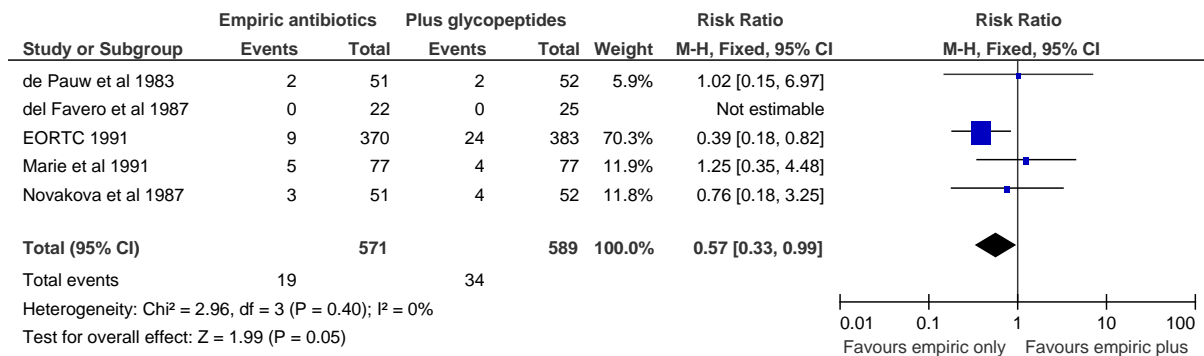 Empiric antibiotics Plus glycopeptides Risk Ratio Risk Ratio
Study or Subgroup Events Total Events Total Weight M-H, Fixed, 95% CI M-H, Fixed, 95% CI
de Pauw et al 1983 2 51 2 52 5.9% 1.02 [0.15, 6.97]
del Favero et al 1987 0 22 0 25 Not estimable
EORTC 1991 9 370 24 383 70.3% 0.39 [0.18, 0.82]
Marie et al 1991 5 77 4 77 11.9% 1.25 [0.35, 4.48]
Novakova et al 1987 3 51 4 52 11.8% 0.76 [0.18, 3.25]
Total (95% CI) 571 589 100.0% 0.57 [0.33, 0.99]
Total events 19 34
Heterogeneity: Chi² = 2.96, df = 3 (P = 0.40); I² = 0%
Test for overall effect: Z = 1.99 (P = 0.05)
0.01 0.1 1 10 100
Favours empiric only Favours empiric plus